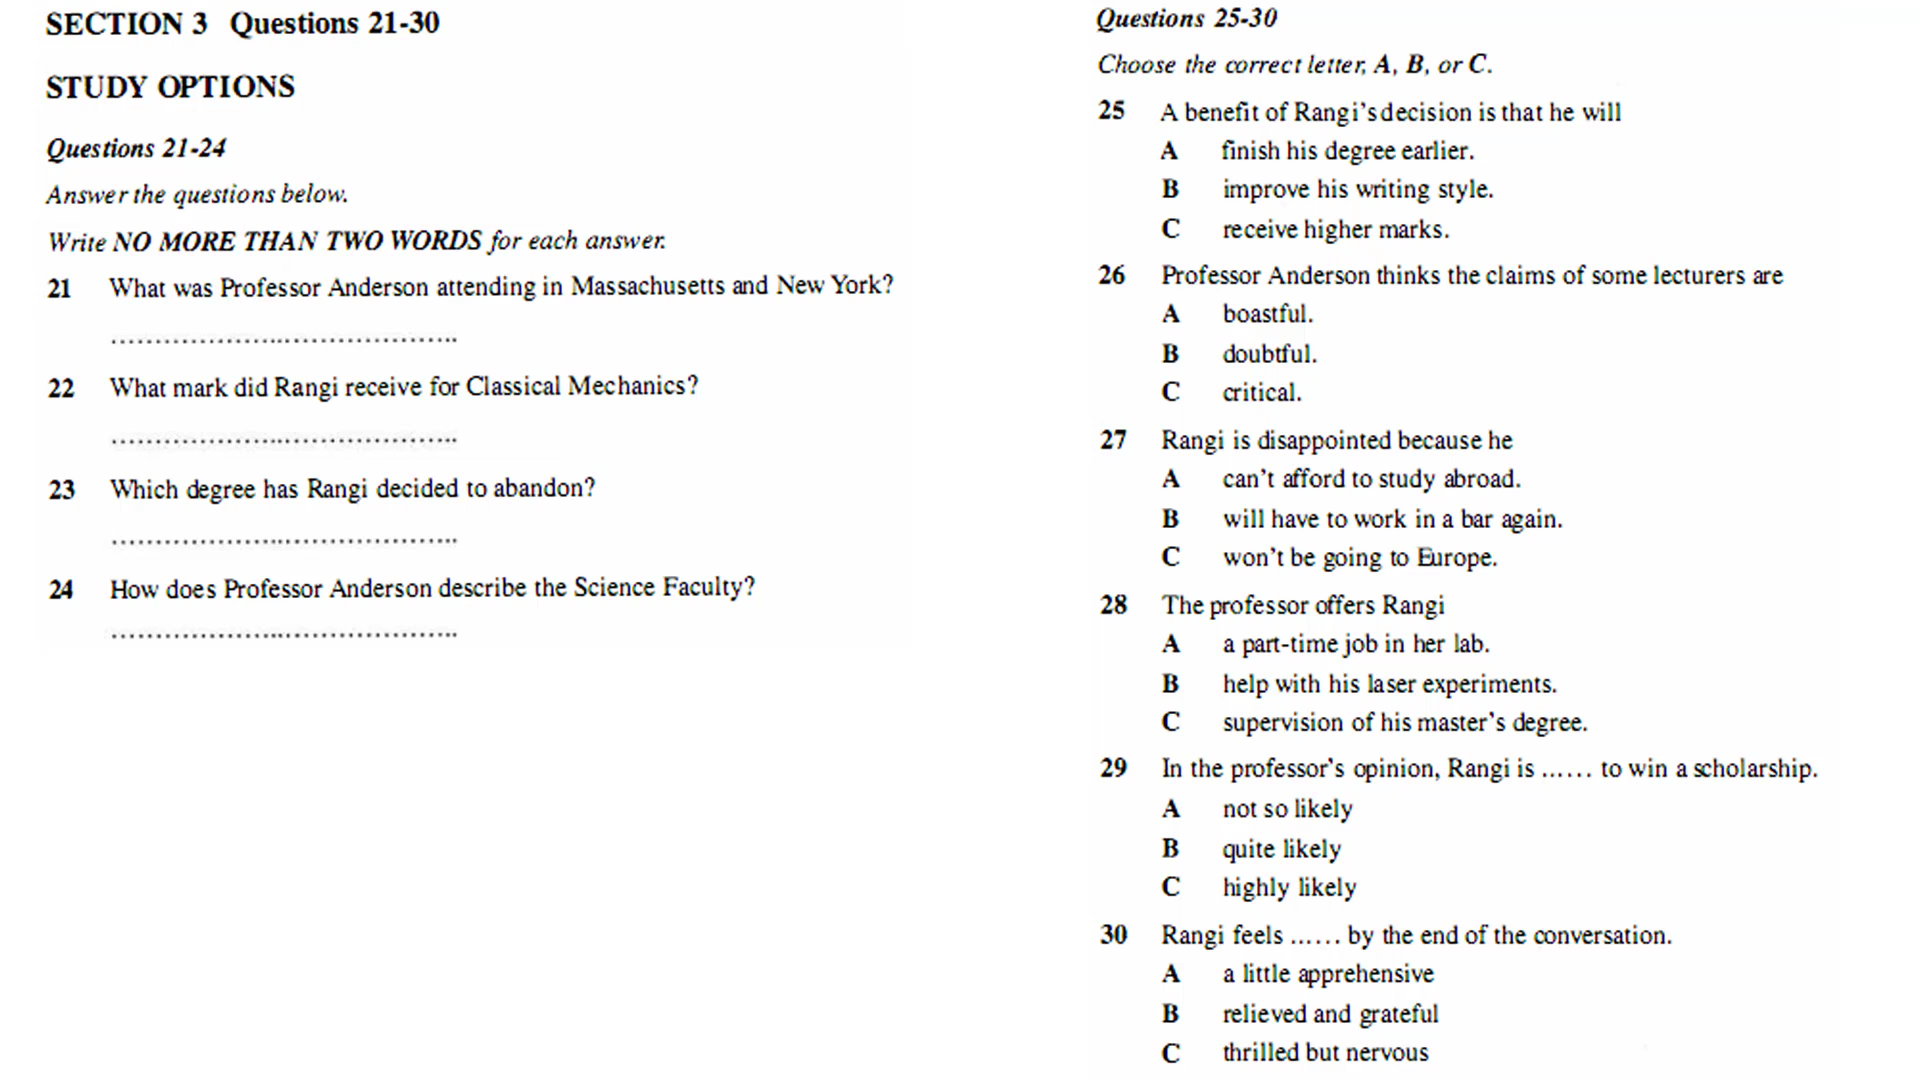 SECTION 3 Questions 21-30
STUDY OPTIONS
Questions 21-24
Answer the questions below.
Write NO MORE THAN TWO WORDS for each answer.
21 What was Professor Anderson attending in Massachusetts and New York?
........................................
22 What mark did Rangi receive for Classical Mechanics?
........................................
23 Which degree has Rangi decided to abandon?
........................................
24 How does Professor Anderson describe the Science Faculty?
........................................
Questions 25-30
Choose the correct letter, A, B, or C.
25 A benefit of Rangi's decision is that he will
A finish his degree earlier.
B improve his writing style.
C receive higher marks.
26 Professor Anderson thinks the claims of some lecturers are
A boastful.
B doubtful.
C critical.
27 Rangi is disappointed because he
A can't afford to study abroad.
B will have to work in a bar again.
C won't be going to Europe.
28 The professor offers Rangi
A a part-time job in her lab.
B help with his laser experiments.
C supervision of his master's degree.
29 In the professor's opinion, Rangi is ...... to win a scholarship.
A not so likely
B quite likely
C highly likely
30 Rangi feels ...... by the end of the conversation.
A a little apprehensive
B relieved and grateful
C thrilled but nervous